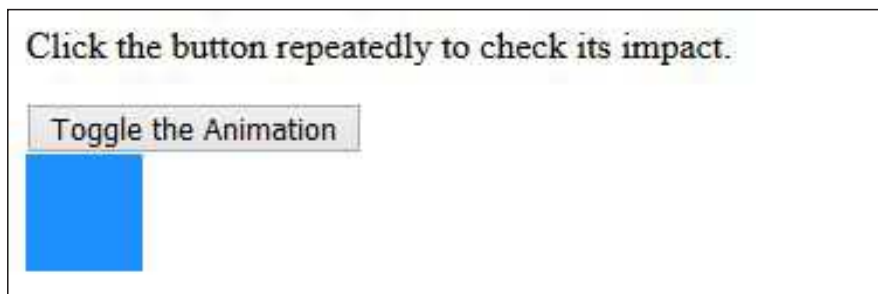 Click the button repeatedly to check its impact.
Toggle the Animation